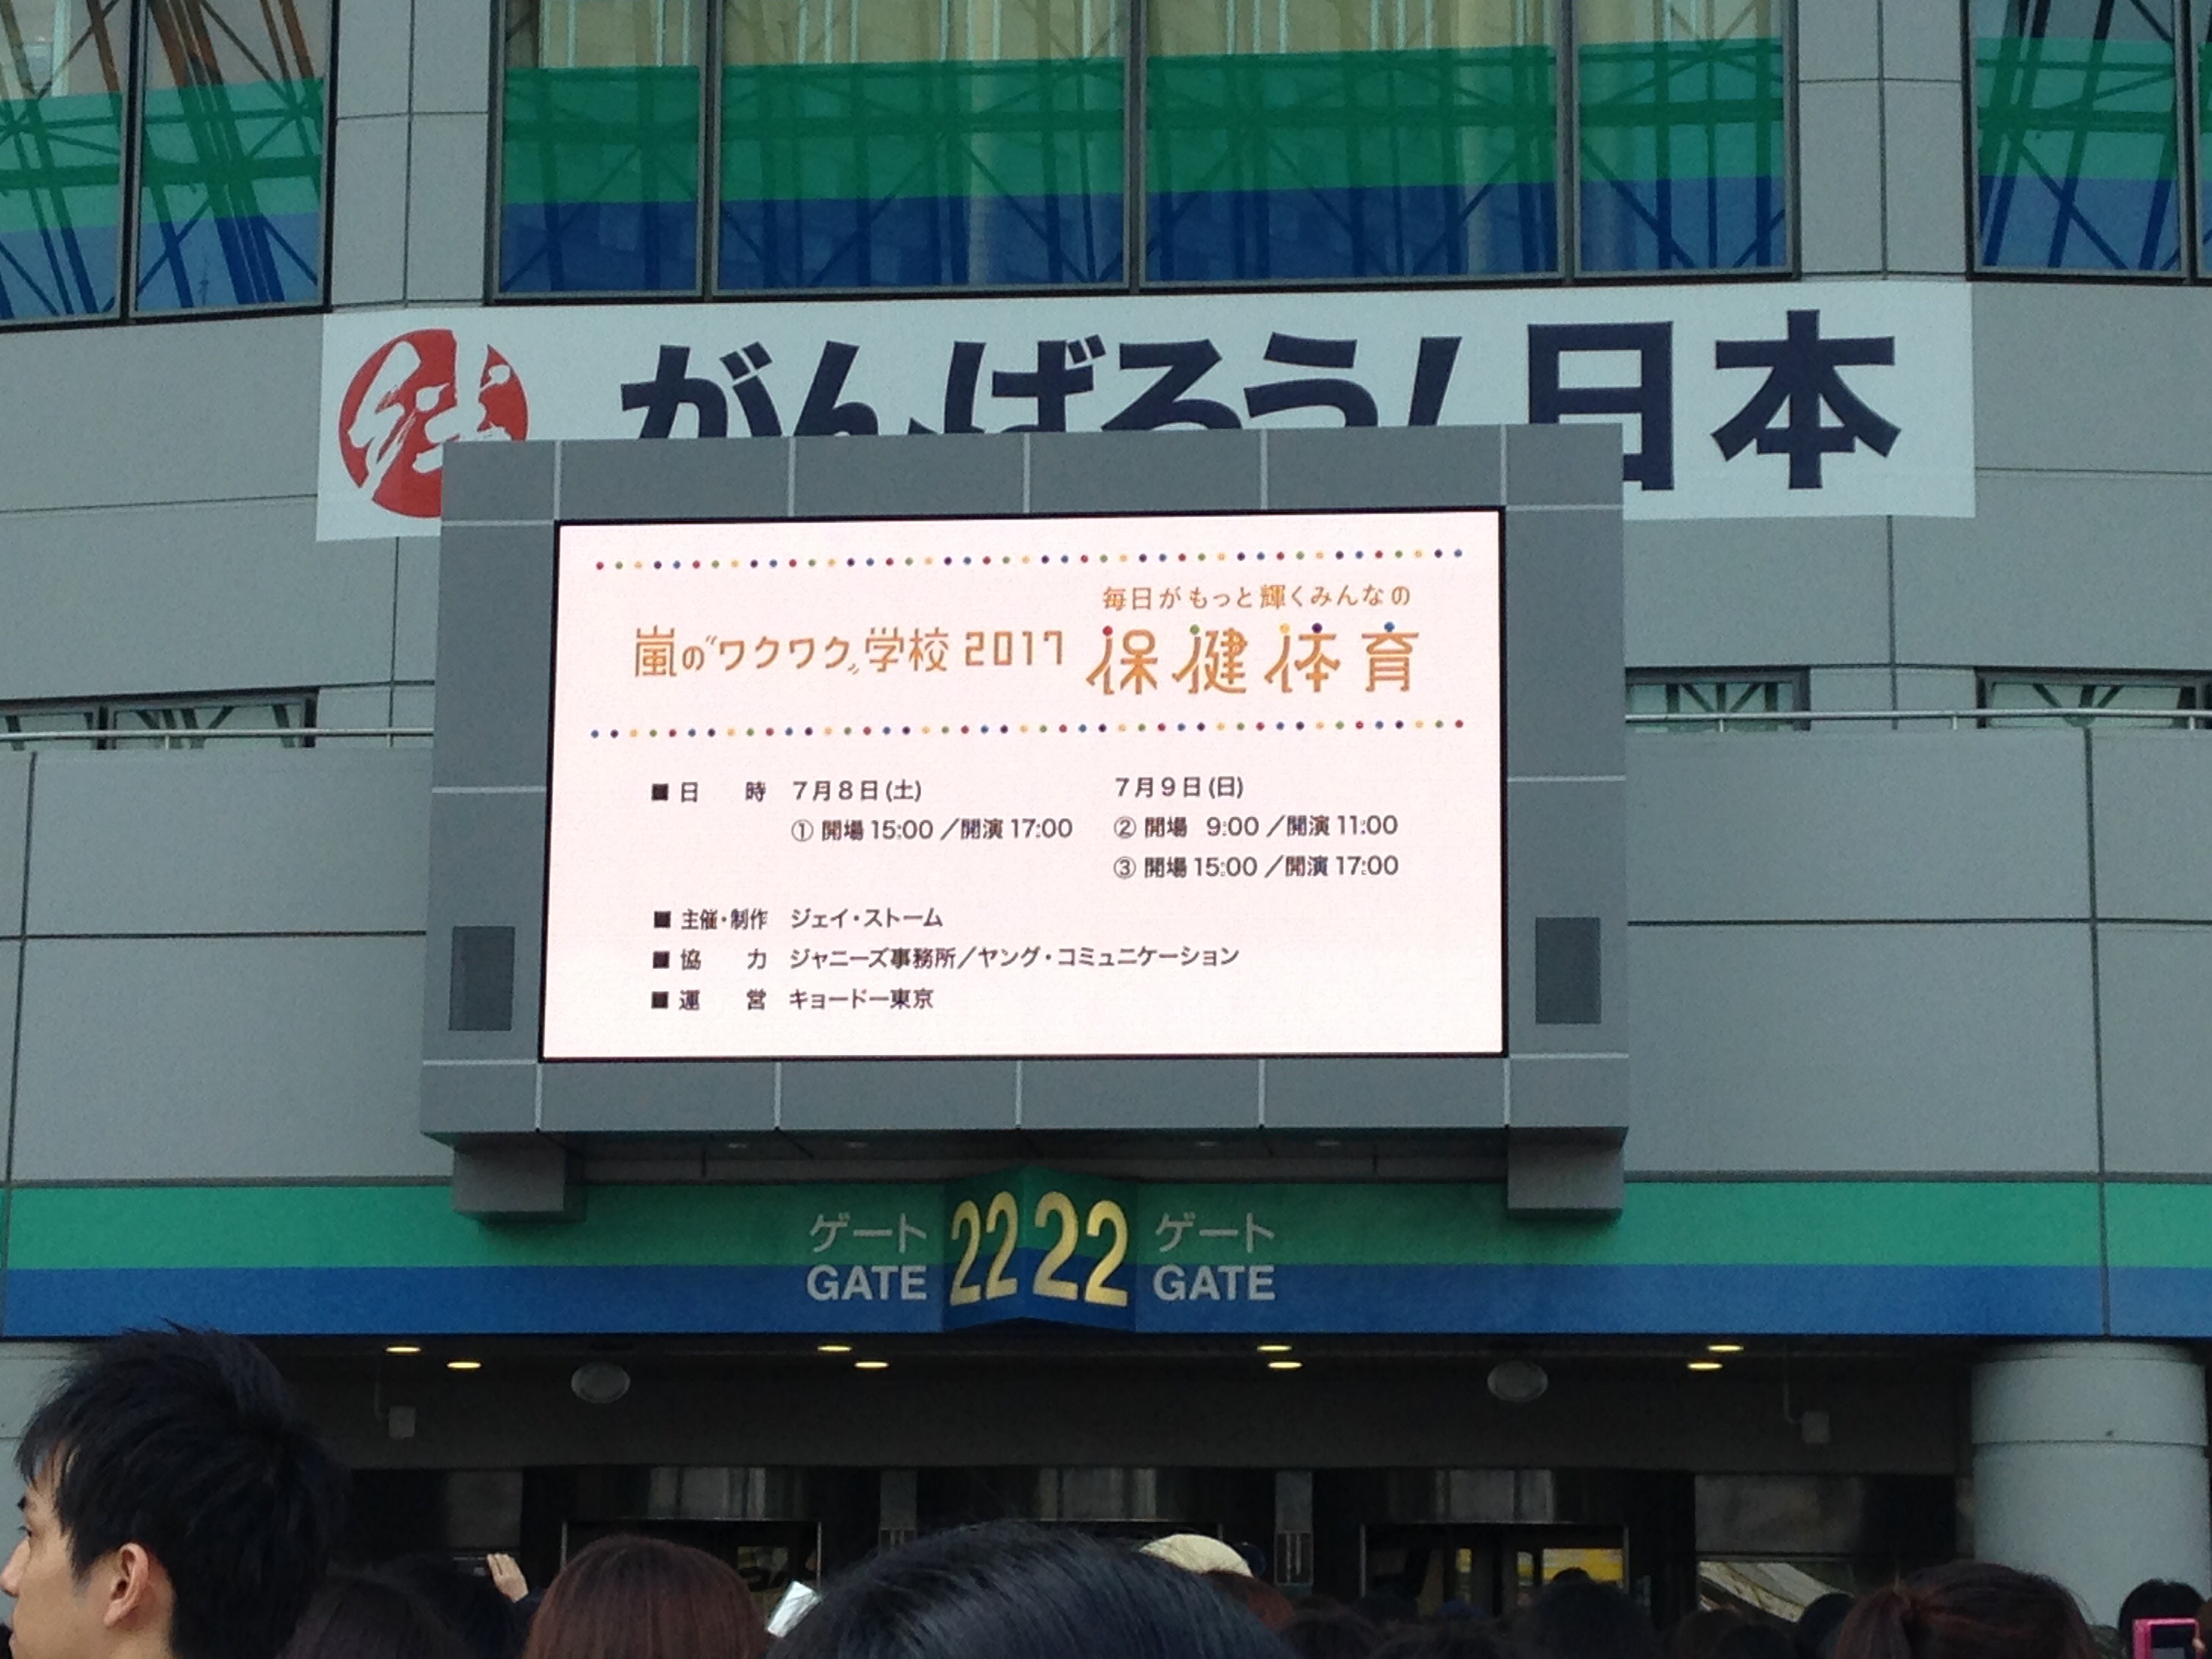 がんばろう！日本
毎日がもっと輝くみんなの
嵐の"ワクワク〟学校 2017 保健体育
■ 日　時 7月8日(土) 7月9日(日)
① 開場 15:00 ／開演 17:00 ② 開場 9:00 ／開演 11:00
③ 開場 15:00 ／開演 17:00
■ 主催・制作 ジェイ・ストーム
■ 協　力 ジャニーズ事務所／ヤング・コミュニケーション
■ 運　営 キョードー東京
ゲート 22 22 ゲート
GATE GATE